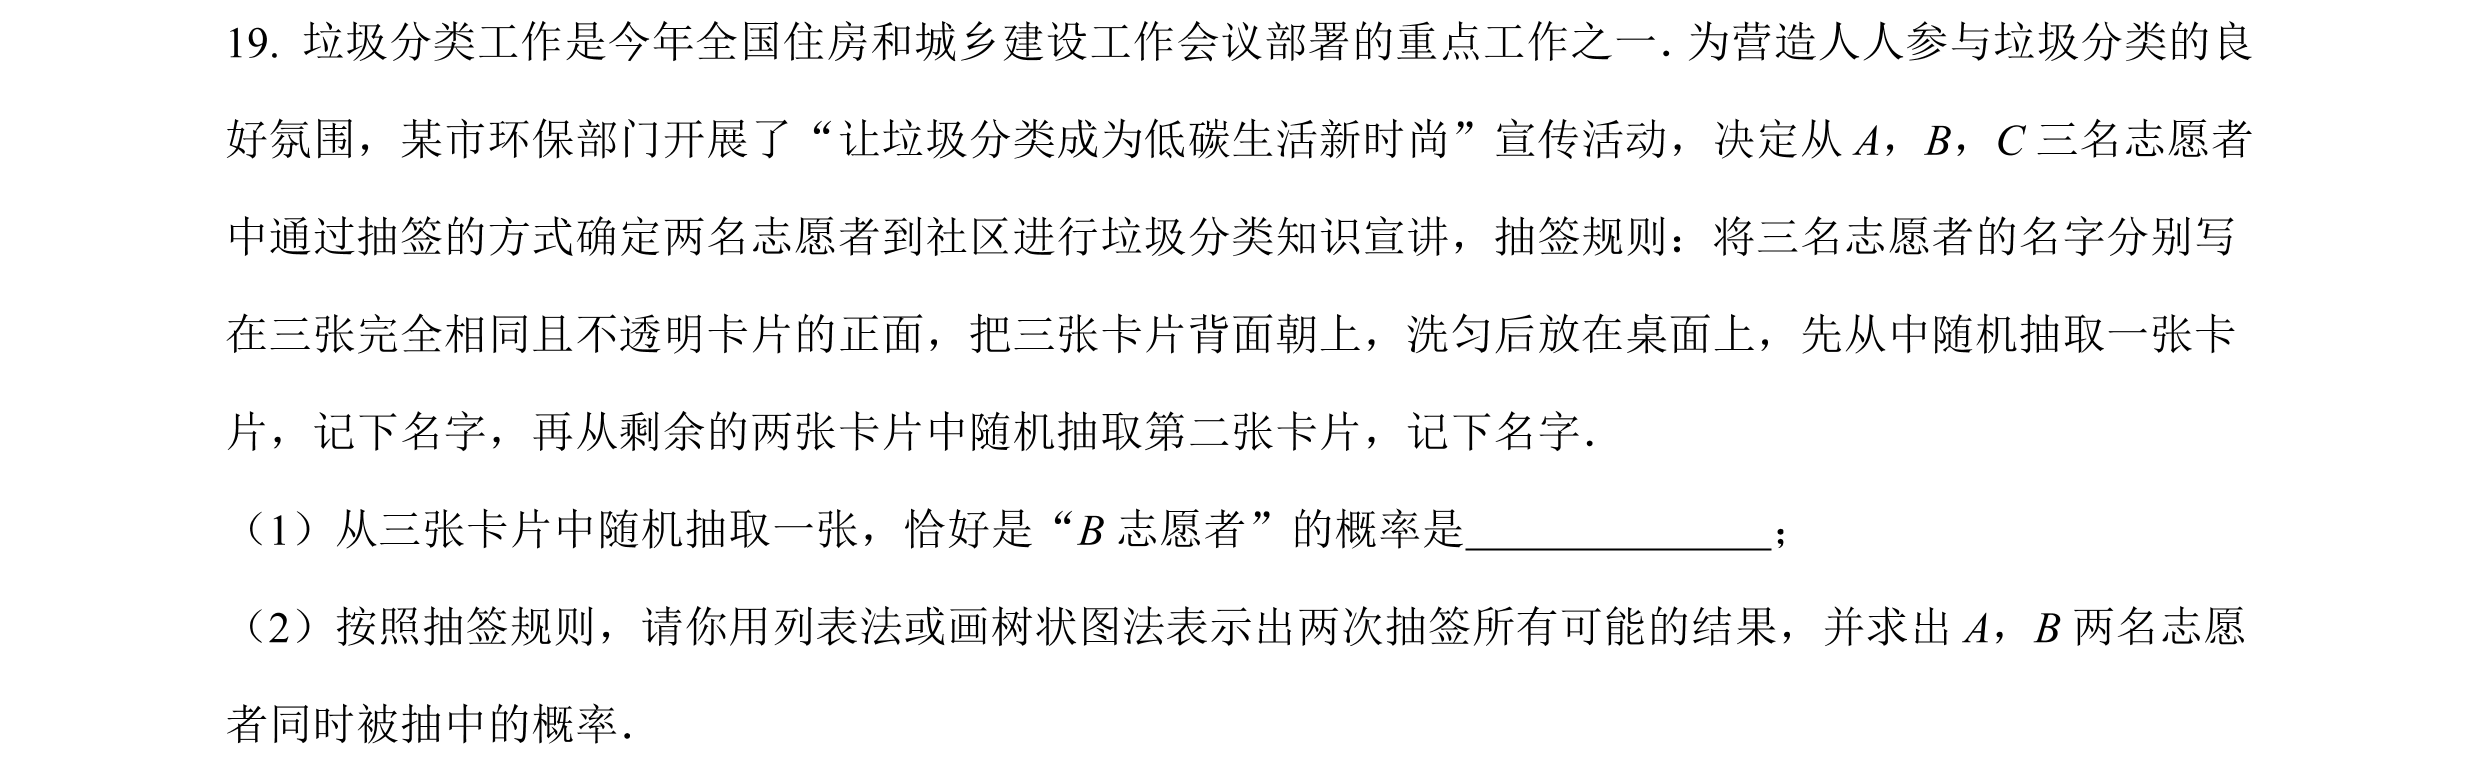 19. 垃圾分类工作是今年全国住房和城乡建设工作会议部署的重点工作之一. 为营造人人参与垃圾分类的良
好氛围，某市环保部门开展了“让垃圾分类成为低碳生活新时尚”宣传活动，决定从 A，B，C 三名志愿者
中通过抽签的方式确定两名志愿者到社区进行垃圾分类知识宣讲，抽签规则：将三名志愿者的名字分别写
在三张完全相同且不透明卡片的正面，把三张卡片背面朝上，洗匀后放在桌面上，先从中随机抽取一张卡
片，记下名字，再从剩余的两张卡片中随机抽取第二张卡片，记下名字.
（1）从三张卡片中随机抽取一张，恰好是“B 志愿者”的概率是______________；
（2）按照抽签规则，请你用列表法或画树状图法表示出两次抽签所有可能的结果，并求出 A，B 两名志愿
者同时被抽中的概率.